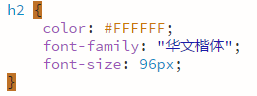 h2 {
color: #FFFFFF;
font-family: "华文楷体";
font-size: 96px;
}